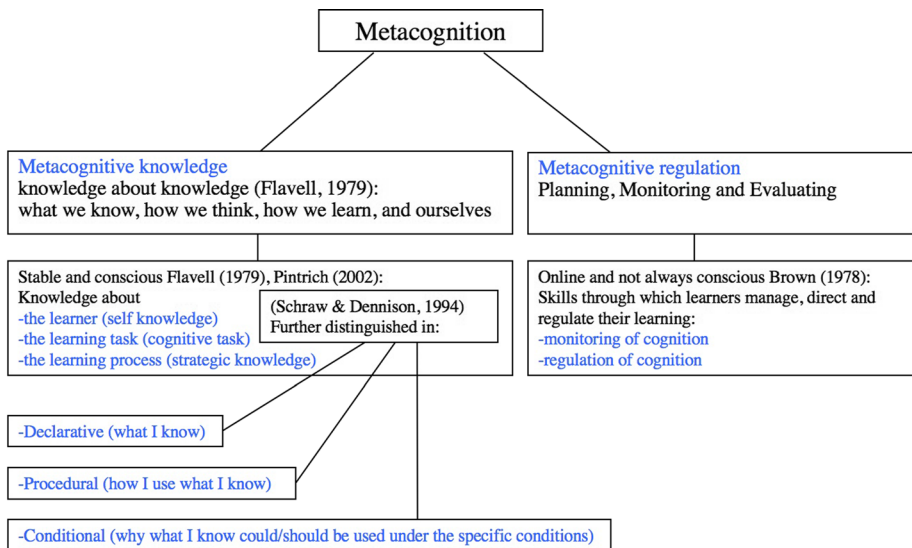 Metacognition
Metacognitive knowledge
knowledge about knowledge (Flavell, 1979):
what we know, how we think, how we learn, and ourselves
Metacognitive regulation
Planning, Monitoring and Evaluating
Stable and conscious Flavell (1979), Pintrich (2002):
Knowledge about
-the learner (self knowledge)
-the learning task (cognitive task)
-the learning process (strategic knowledge)
(Schraw & Dennison, 1994)
Further distinguished in:
Online and not always conscious Brown (1978):
Skills through which learners manage, direct and
regulate their learning:
-monitoring of cognition
-regulation of cognition
-Declarative (what I know)
-Procedural (how I use what I know)
-Conditional (why what I know could/should be used under the specific conditions)